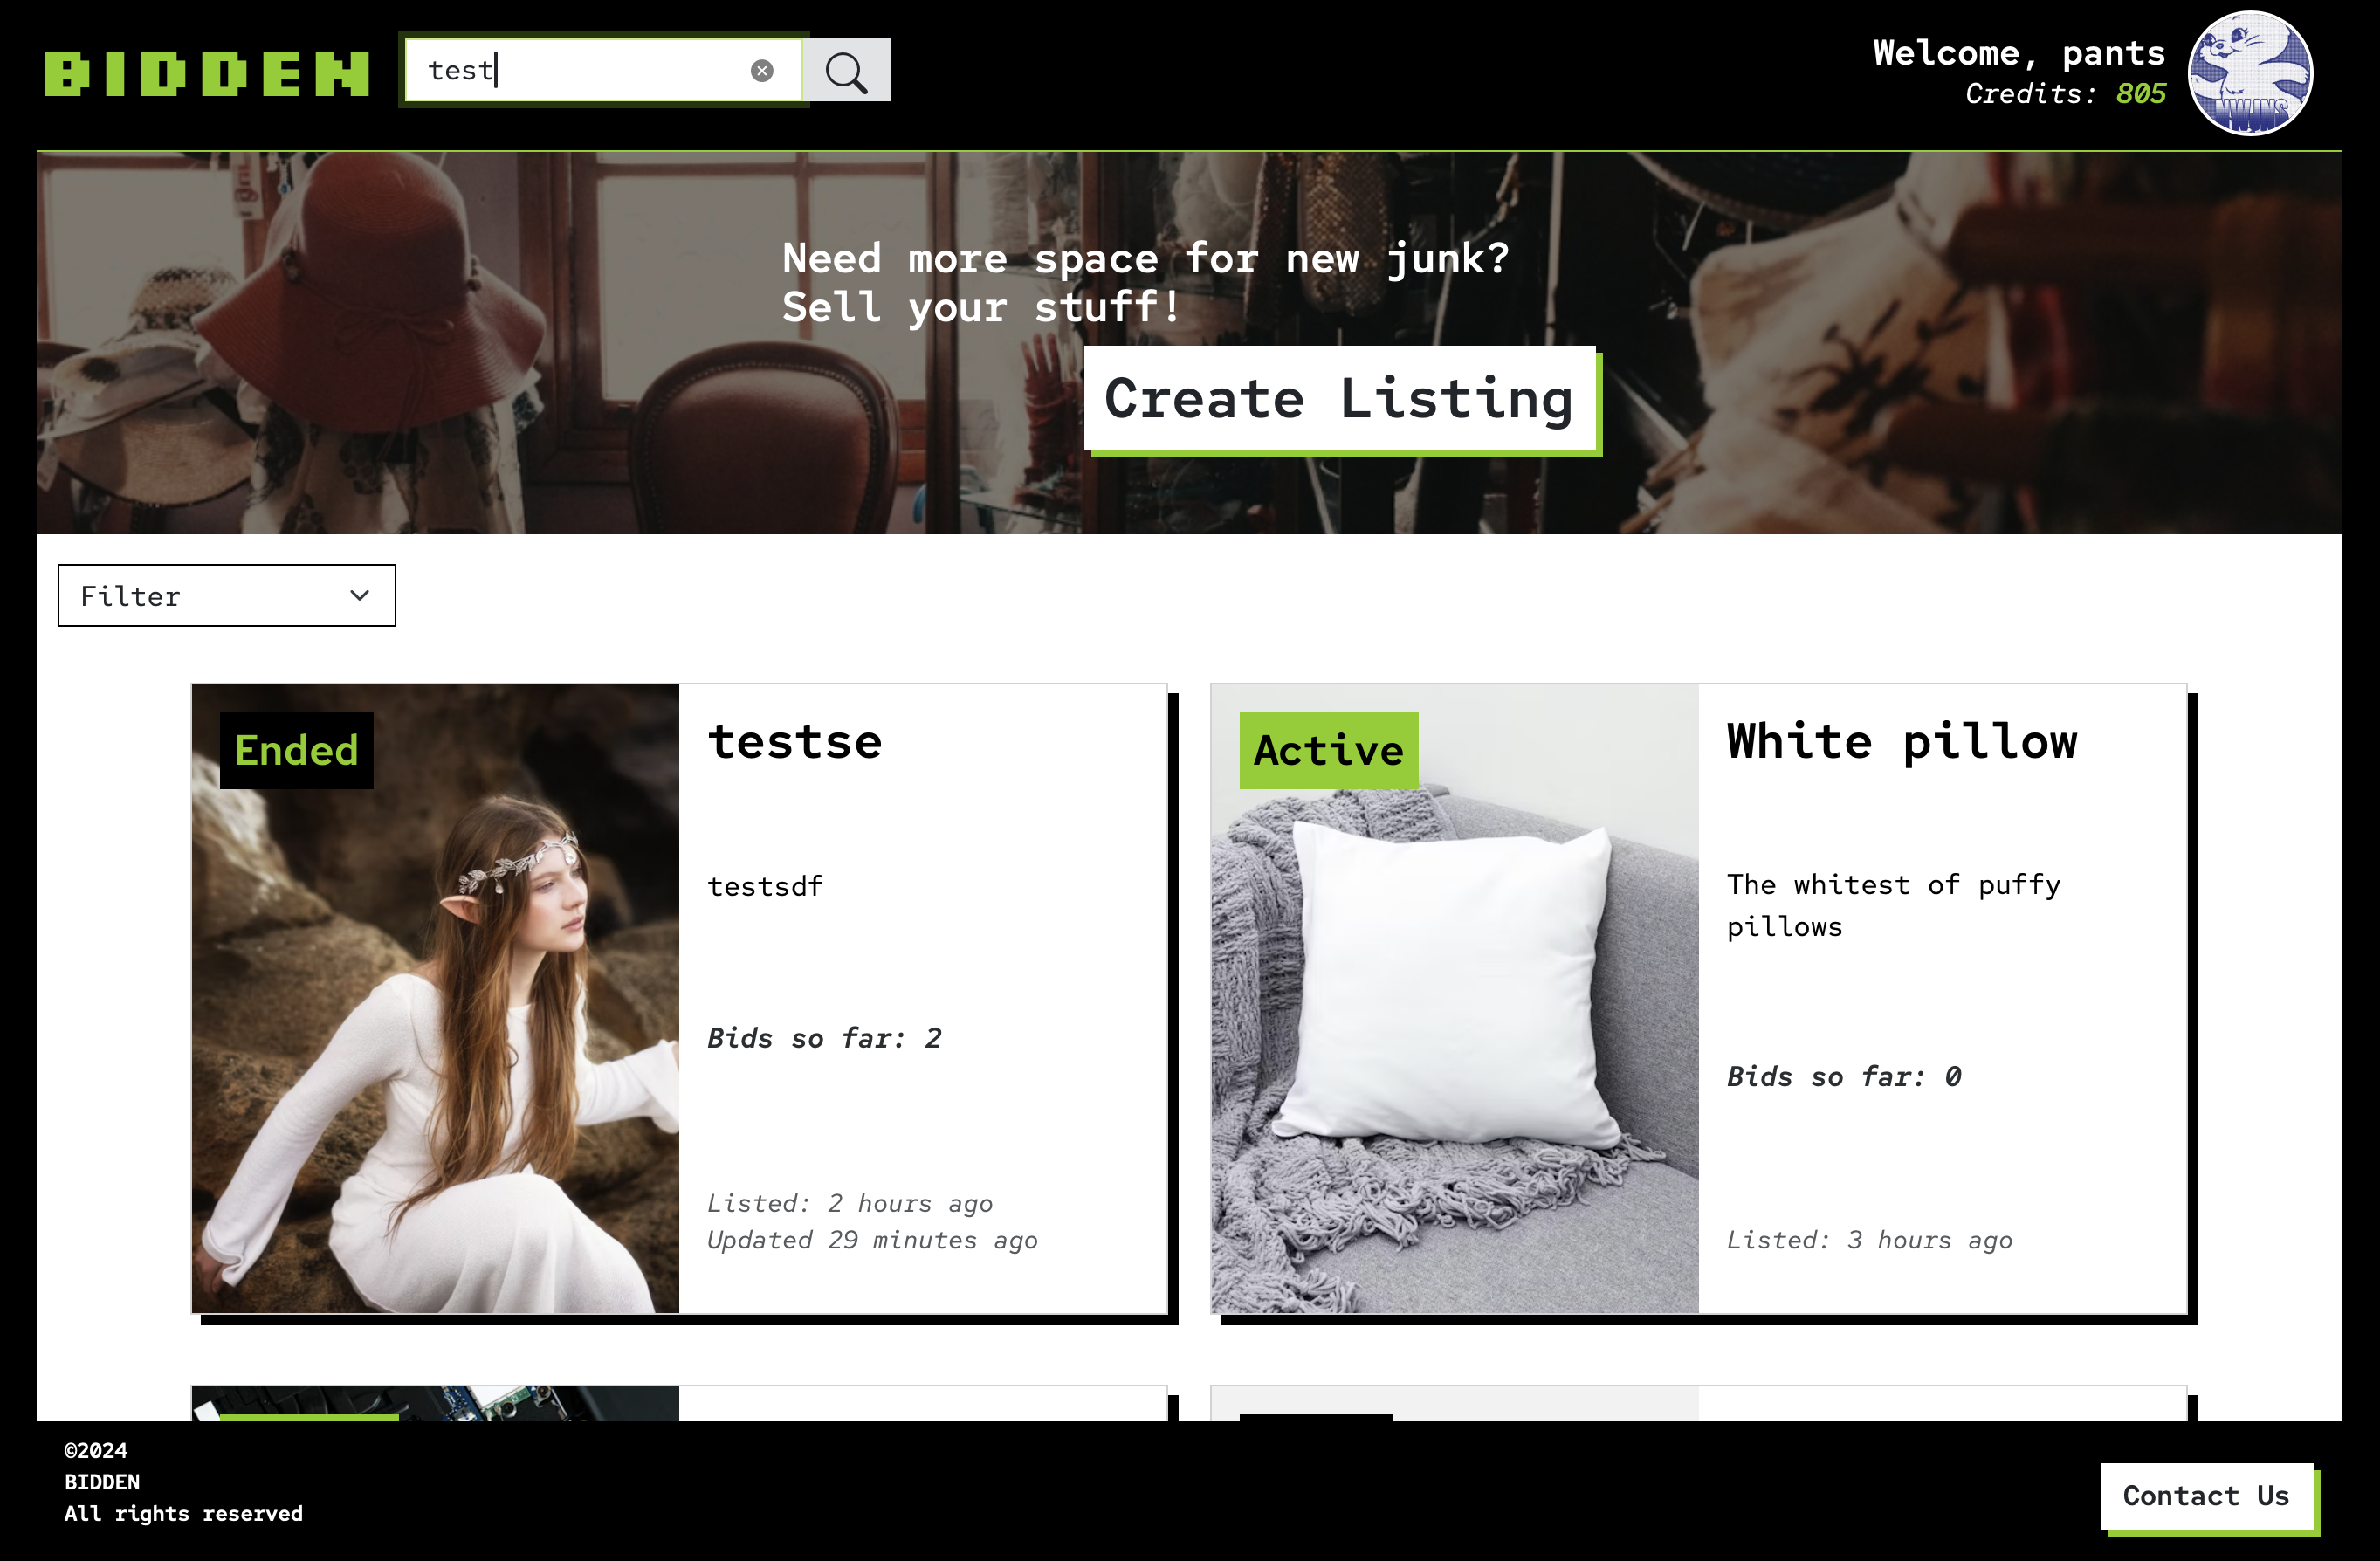 BIDDEN
test
Welcome, pants
Credits: 805
NWJNS
Need more space for new junk?
Sell your stuff!
Create Listing
Filter
Ended
testse
testsdf
Bids so far: 2
Listed: 2 hours ago
Updated 29 minutes ago
Active
White pillow
The whitest of puffy
pillows
Bids so far: 0
Listed: 3 hours ago
©2024
BIDDEN
All rights reserved
Contact Us